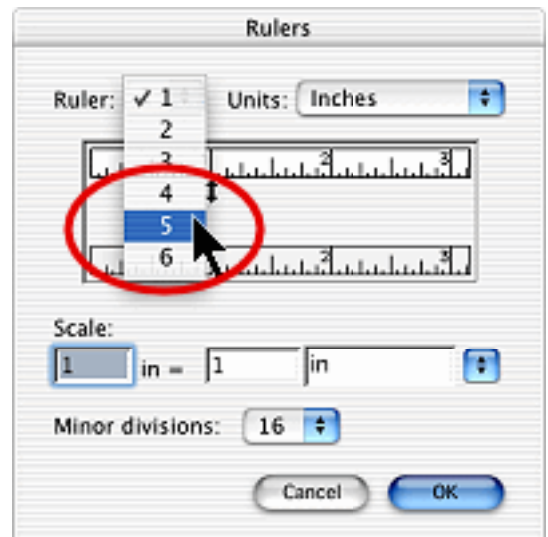 Rulers
Ruler: ✓ 1 Units: Inches
2
3 2 3
4
5
6 2 3
Scale:
1 in = 1 in
Minor divisions: 16
Cancel OK